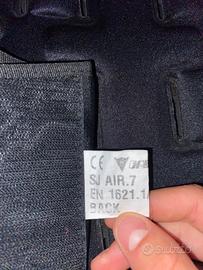 CE
SJ AIR.7
EN 1621.1/
BACK
subito.it